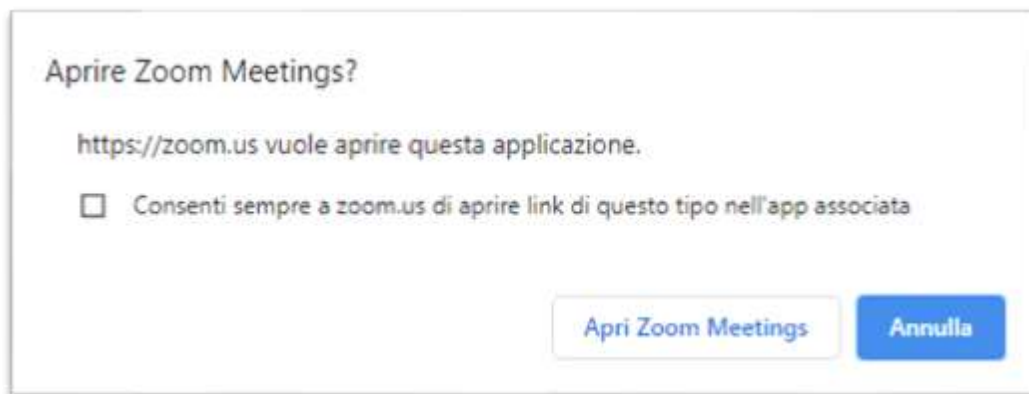 Aprire Zoom Meetings?
https://zoom.us vuole aprire questa applicazione.
Consenti sempre a zoom.us di aprire link di questo tipo nell'app associata
Apri Zoom Meetings
Annulla